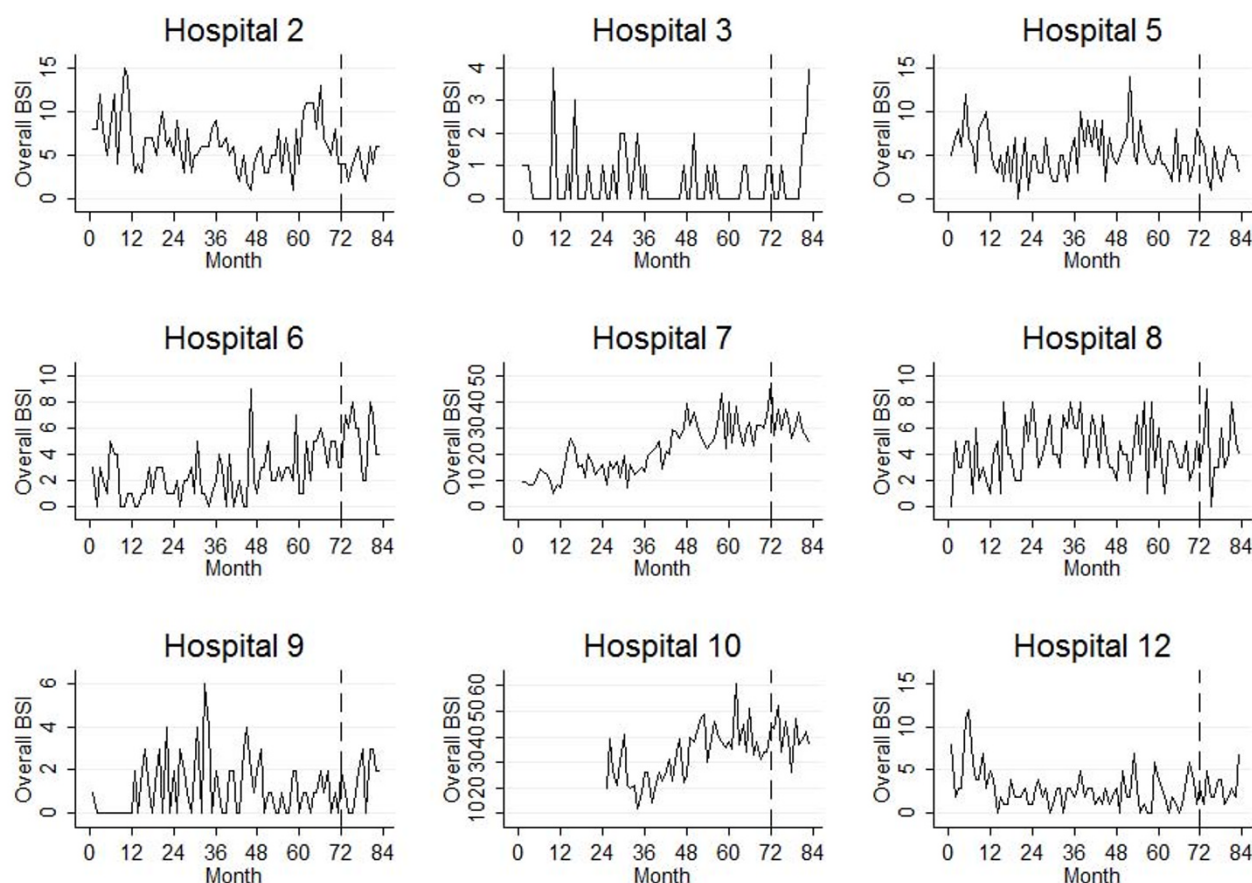 Hospital 2
Overall BSI
15
10
5
0
0 12 24 36 48 60 72 84
Month
Hospital 3
Overall BSI
4
3
2
1
0
0 12 24 36 48 60 72 84
Month
Hospital 5
Overall BSI
15
10
5
0
0 12 24 36 48 60 72 84
Month
Hospital 6
Overall BSI
10
8
6
4
2
0
0 12 24 36 48 60 72 84
Month
Hospital 7
Overall BSI
50
40
30
20
10
0
0 12 24 36 48 60 72 84
Month
Hospital 8
Overall BSI
10
8
6
4
2
0
0 12 24 36 48 60 72 84
Month
Hospital 9
Overall BSI
6
4
2
0
0 12 24 36 48 60 72 84
Month
Hospital 10
Overall BSI
60
50
40
30
20
10
0 12 24 36 48 60 72 84
Month
Hospital 12
Overall BSI
15
10
5
0
0 12 24 36 48 60 72 84
Month